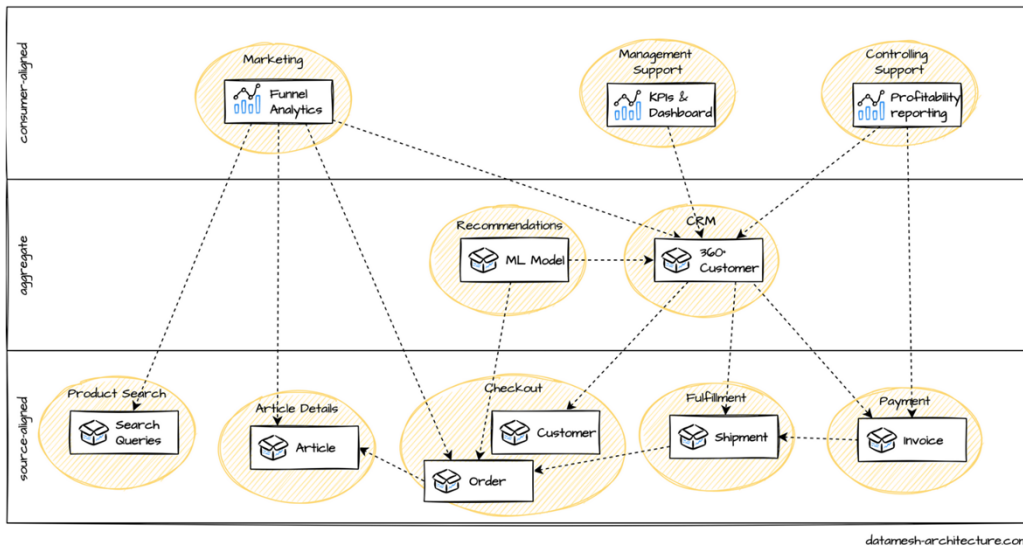 consumer-aligned
Marketing
Funnel
Analytics
Management
Support
KPIs &
Dashboard
Controlling
Support
Profitability
reporting
aggregate
Recommendations
ML Model
CRM
360°
Customer
source-aligned
Product Search
Search
Queries
Article Details
Article
Checkout
Customer
Order
Fulfillment
Shipment
Payment
Invoice
datamesh-architecture.com